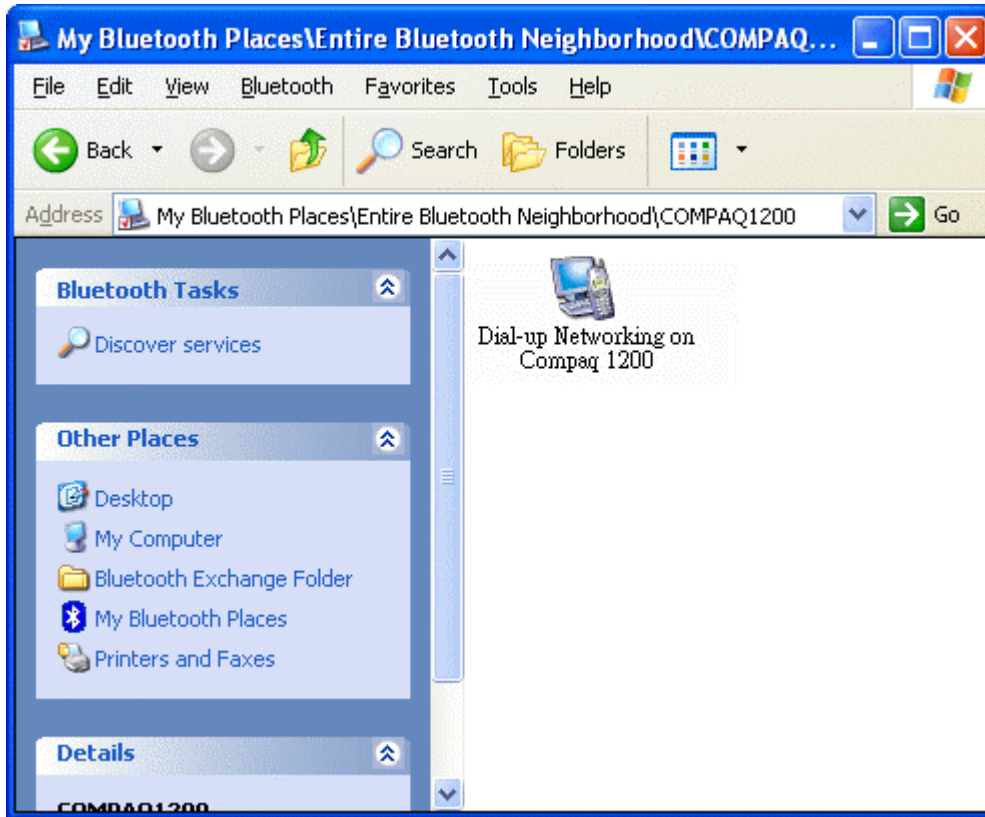 My Bluetooth Places\Entire Bluetooth Neighborhood\COMPAQ...
File Edit View Bluetooth Favorites Tools Help
Back Search Folders
Address My Bluetooth Places\Entire Bluetooth Neighborhood\COMPAQ1200 Go
Bluetooth Tasks
Discover services
Other Places
Desktop
My Computer
Bluetooth Exchange Folder
My Bluetooth Places
Printers and Faxes
Details
COMPAQ1200
Dial-up Networking on
Compaq 1200